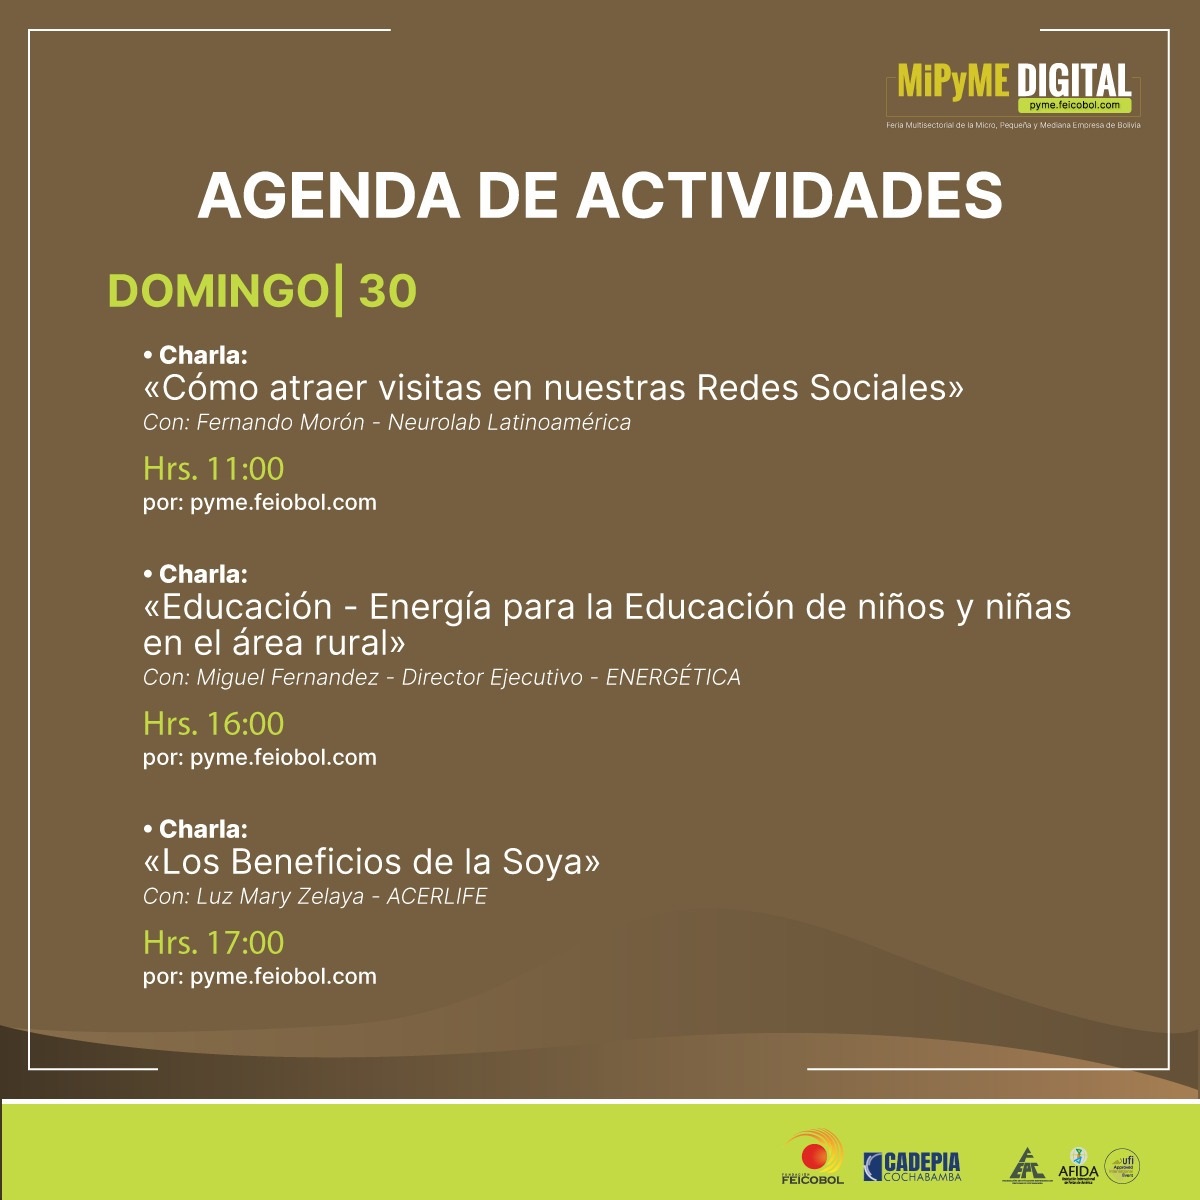 MiPyME DIGITAL
pyme.feicobol.com
Feria Multisectorial de la Micro, Pequeña y Mediana Empresa de Bolivia
AGENDA DE ACTIVIDADES
DOMINGO| 30
• Charla:
«Cómo atraer visitas en nuestras Redes Sociales»
Con: Fernando Morón - Neurolab Latinoamérica
Hrs. 11:00
por: pyme.feiobol.com
• Charla:
«Educación - Energía para la Educación de niños y niñas
en el área rural»
Con: Miguel Fernandez - Director Ejecutivo - ENERGÉTICA
Hrs. 16:00
por: pyme.feiobol.com
• Charla:
«Los Beneficios de la Soya»
Con: Luz Mary Zelaya - ACERLIFE
Hrs. 17:00
por: pyme.feiobol.com
FUNDACIÓN
FEICOBOL
CADEPIA
COCHABAMBA
AFIDA
ufi
Approved